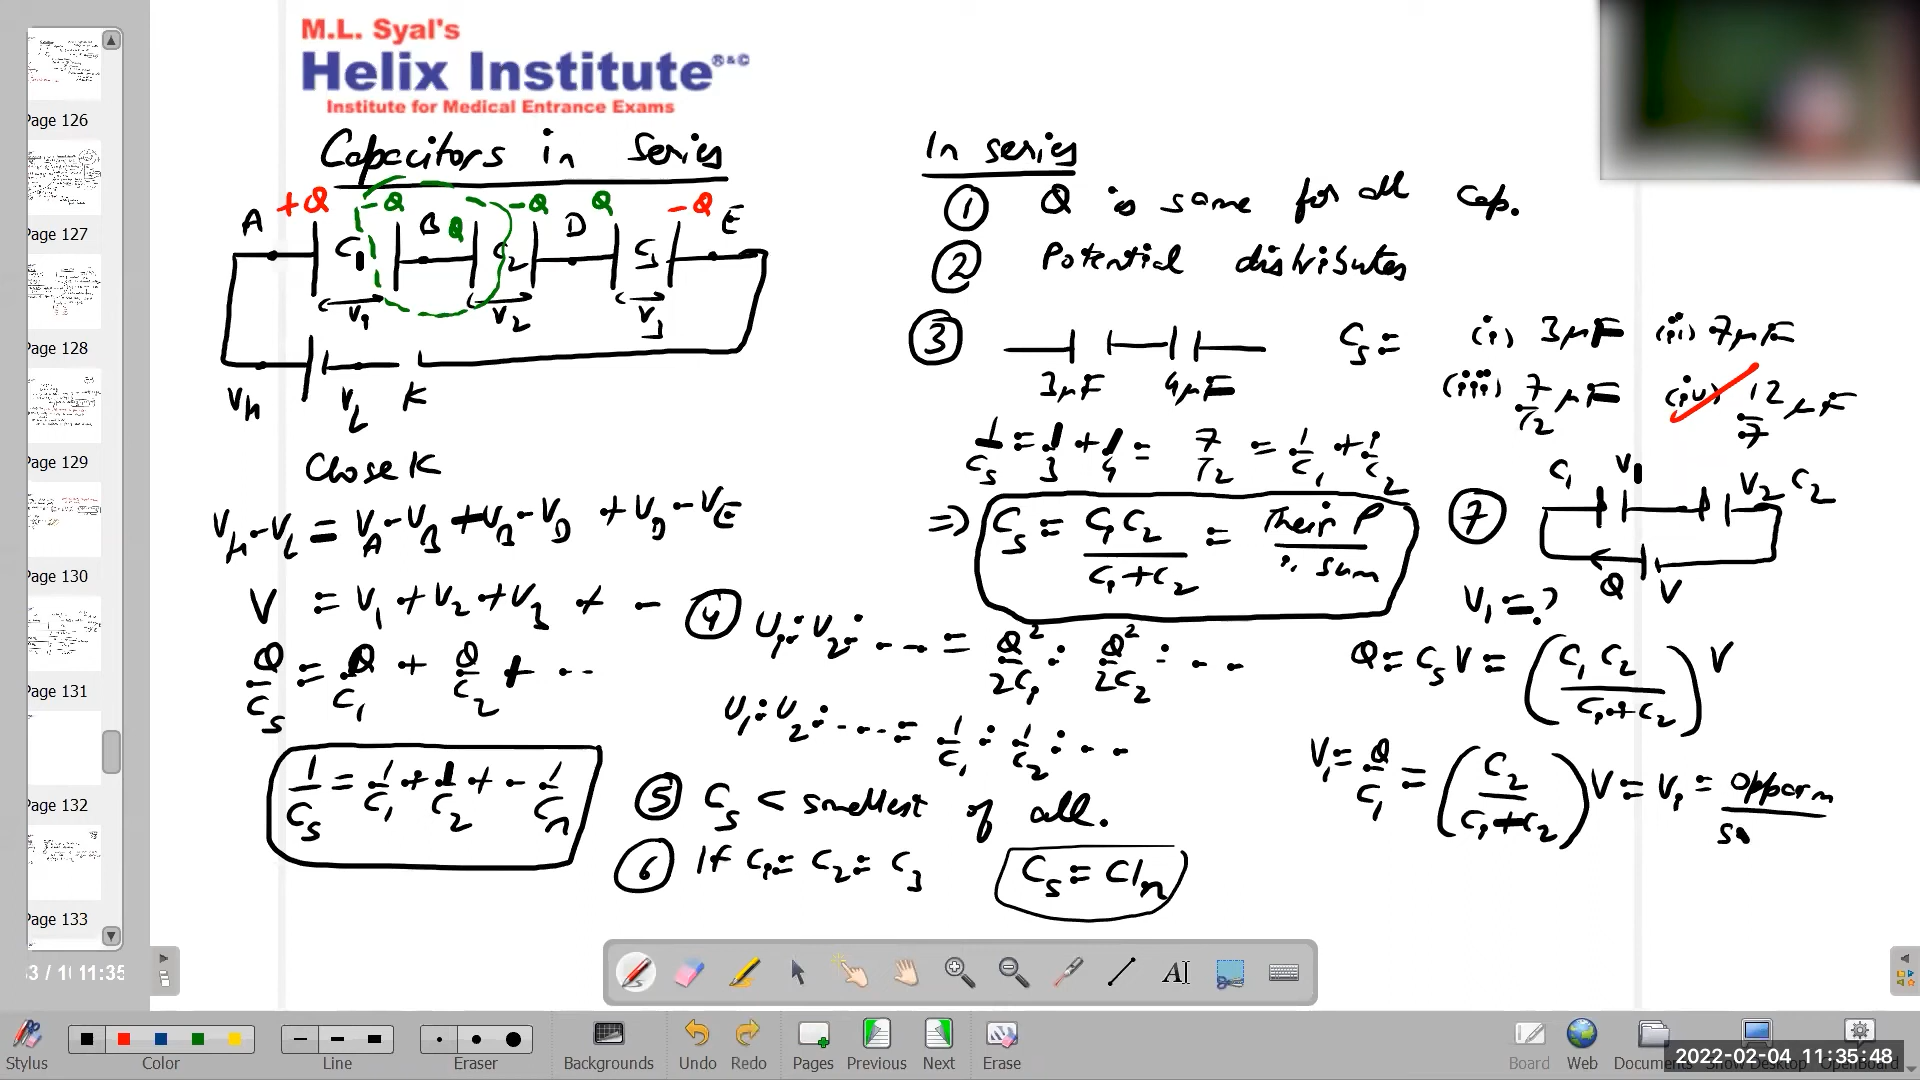 M.L. Syal's
Helix Institute®&©
Institute for Medical Entrance Exams
Capacitors in Series
A +Q -Q B Q -Q Q D -Q E
C1 C2 C3
V1 V2 V3
VH VL K
Close K
VH-VL = VA-VB+VB-VD +VD-VE
V = V1+V2+V3 + -
Q/Cs = Q/C1 + Q/C2 + ...
1/Cs = 1/C1 + 1/C2 + - 1/Cn
In series
① Q is same for all Cap.
② Potential distributes
③ 3μF 4μF Cs = (i) 3μF (ii) 7μF
(iii) 7/12 μF (iv) 12/7 μF
1/Cs = 1/3 + 1/4 = 7/12 = 1/C1 + 1/C2
⇒ Cs = C1C2/(C1+C2) = Their P/" sum
④ U1:U2: --- = Q²/2C1 : Q²/2C2 : ---
U1:U2: --- = 1/C1 : 1/C2 : ---
⑤ Cs < smallest of all.
⑥ If C1 = C2 = C3 Cs = C/n
⑦ C1 V1 V2 C2
Q V
V1 = ?
Q = CsV = (C1C2/(C1+C2)) V
V1 = Q/C1 = (C2/(C1+C2)) V = V1 =
Page 126
Page 127
Page 128
Page 129
Page 130
Page 131
Page 132
Page 133
11:35
Stylus
Color
Line
Eraser
Backgrounds
Undo
Redo
Pages
Previous
Next
Erase
Board
Web
Documents
Show Desktop
OpenBoard
2022-02-04 11:35:48